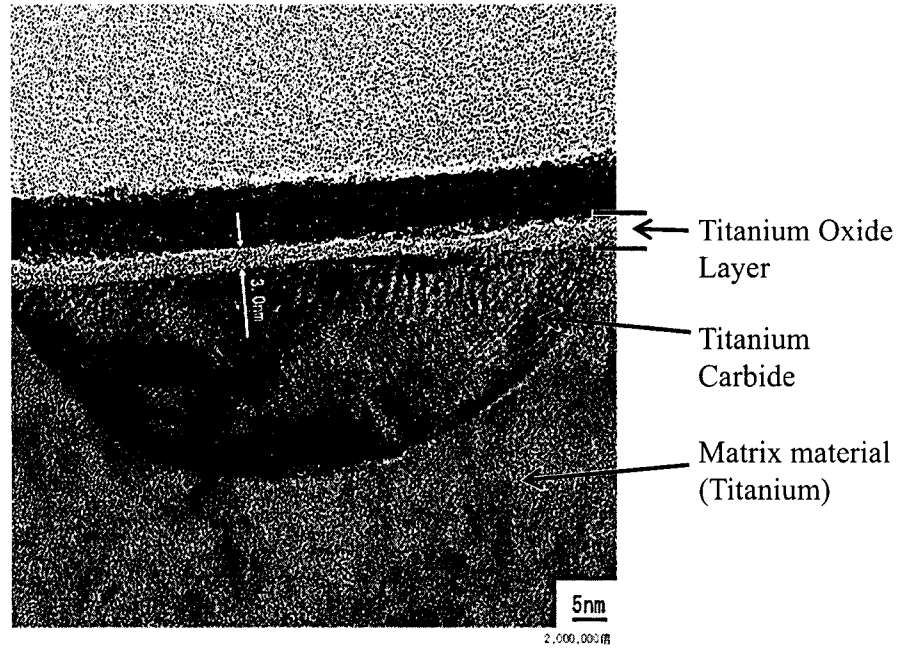 Titanium Oxide
Layer
3.0nm
Titanium
Carbide
Matrix material
(Titanium)
5nm
2,000,000倍